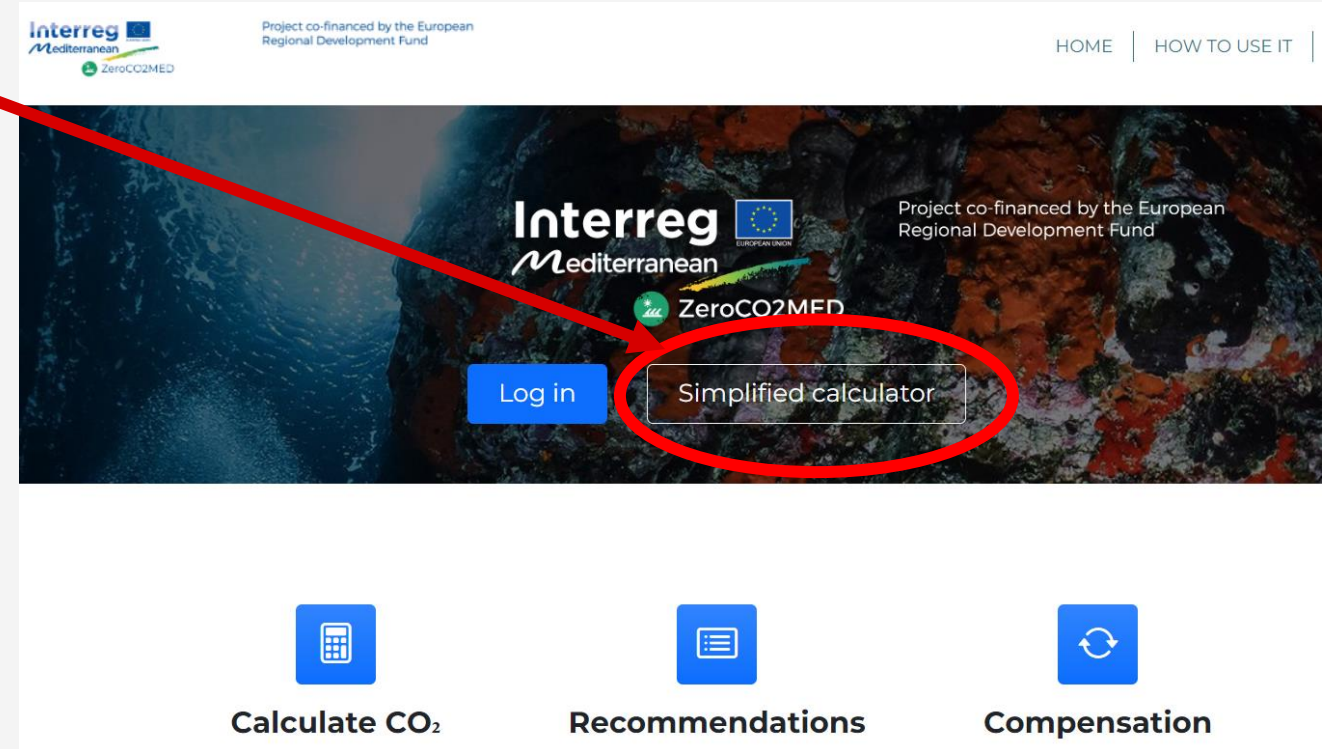 Interreg
Mediterranean
ZeroCO2MED
Project co-financed by the European
Regional Development Fund
HOME
HOW TO USE IT
Interreg
EUROPEAN UNION
Mediterranean
ZeroCO2MED
Project co-financed by the European
Regional Development Fund
Log in
Simplified calculator
Calculate CO₂
Recommendations
Compensation